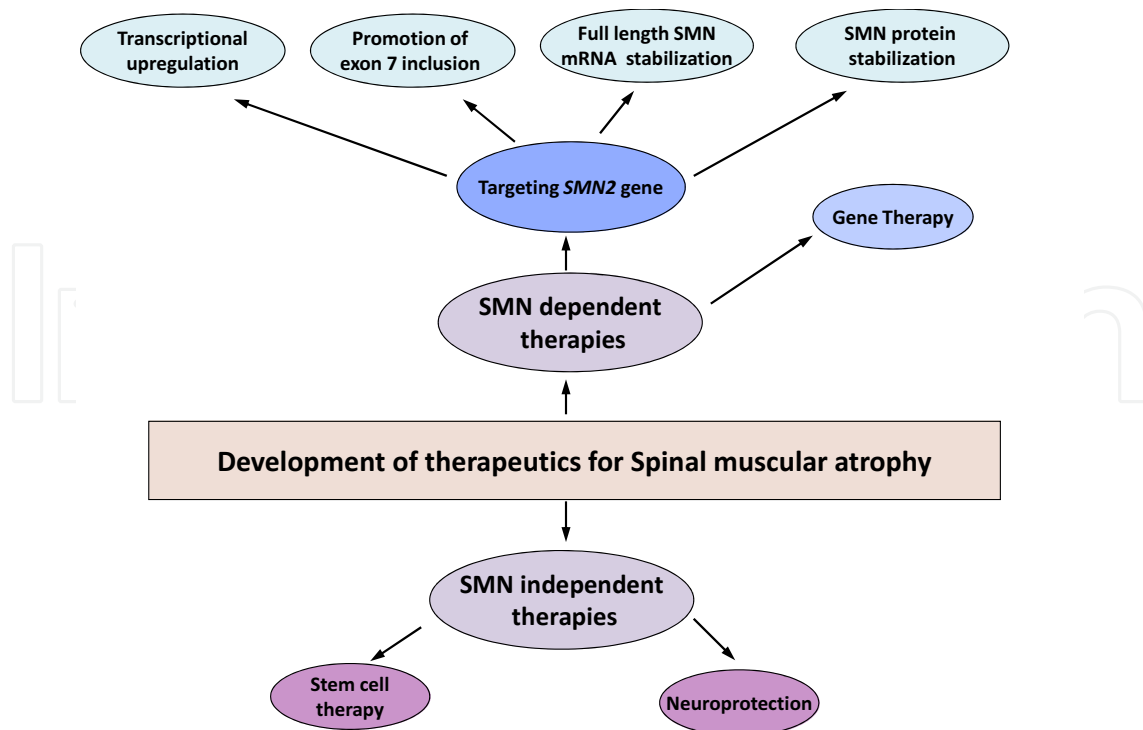 Transcriptional
upregulation
Promotion of
exon 7 inclusion
Full length SMN
mRNA stabilization
SMN protein
stabilization
Targeting SMN2 gene
Gene Therapy
SMN dependent
therapies
Development of therapeutics for Spinal muscular atrophy
SMN independent
therapies
Stem cell
therapy
Neuroprotection